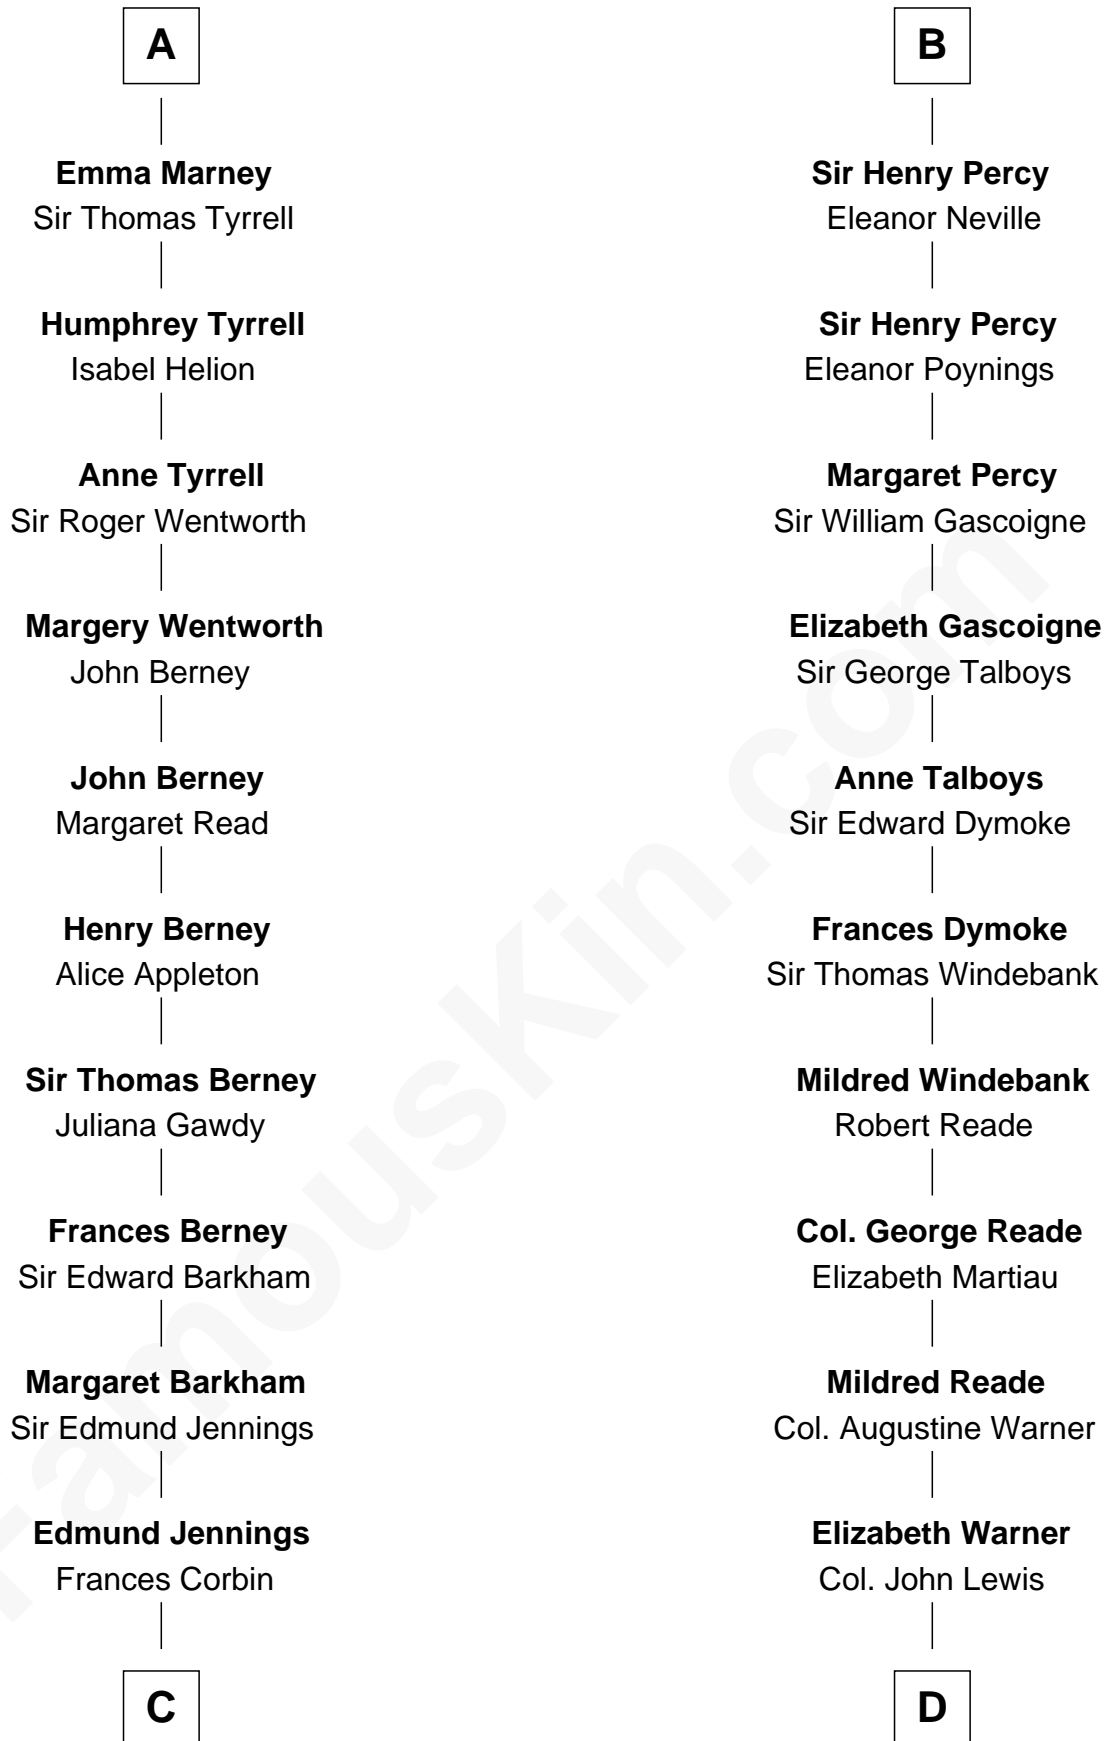 A
Emma Marney
Sir Thomas Tyrrell
Humphrey Tyrrell
Isabel Helion
Anne Tyrrell
Sir Roger Wentworth
Margery Wentworth
John Berney
John Berney
Margaret Read
Henry Berney
Alice Appleton
Sir Thomas Berney
Juliana Gawdy
Frances Berney
Sir Edward Barkham
Margaret Barkham
Sir Edmund Jennings
Edmund Jennings
Frances Corbin
C
B
Sir Henry Percy
Eleanor Neville
Sir Henry Percy
Eleanor Poynings
Margaret Percy
Sir William Gascoigne
Elizabeth Gascoigne
Sir George Talboys
Anne Talboys
Sir Edward Dymoke
Frances Dymoke
Sir Thomas Windebank
Mildred Windebank
Robert Reade
Col. George Reade
Elizabeth Martiau
Mildred Reade
Col. Augustine Warner
Elizabeth Warner
Col. John Lewis
D
FamousKin.com